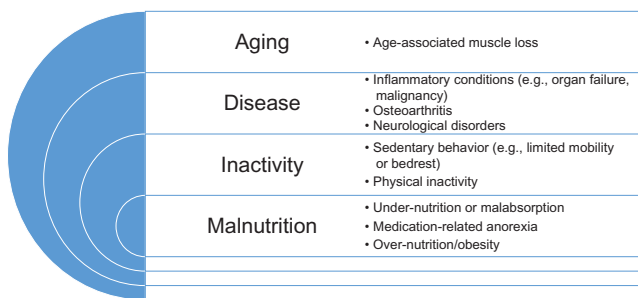 Aging
• Age-associated muscle loss
Disease
• Inflammatory conditions (e.g., organ failure,
malignancy)
• Osteoarthritis
• Neurological disorders
Inactivity
• Sedentary behavior (e.g., limited mobility
or bedrest)
• Physical inactivity
Malnutrition
• Under-nutrition or malabsorption
• Medication-related anorexia
• Over-nutrition/obesity